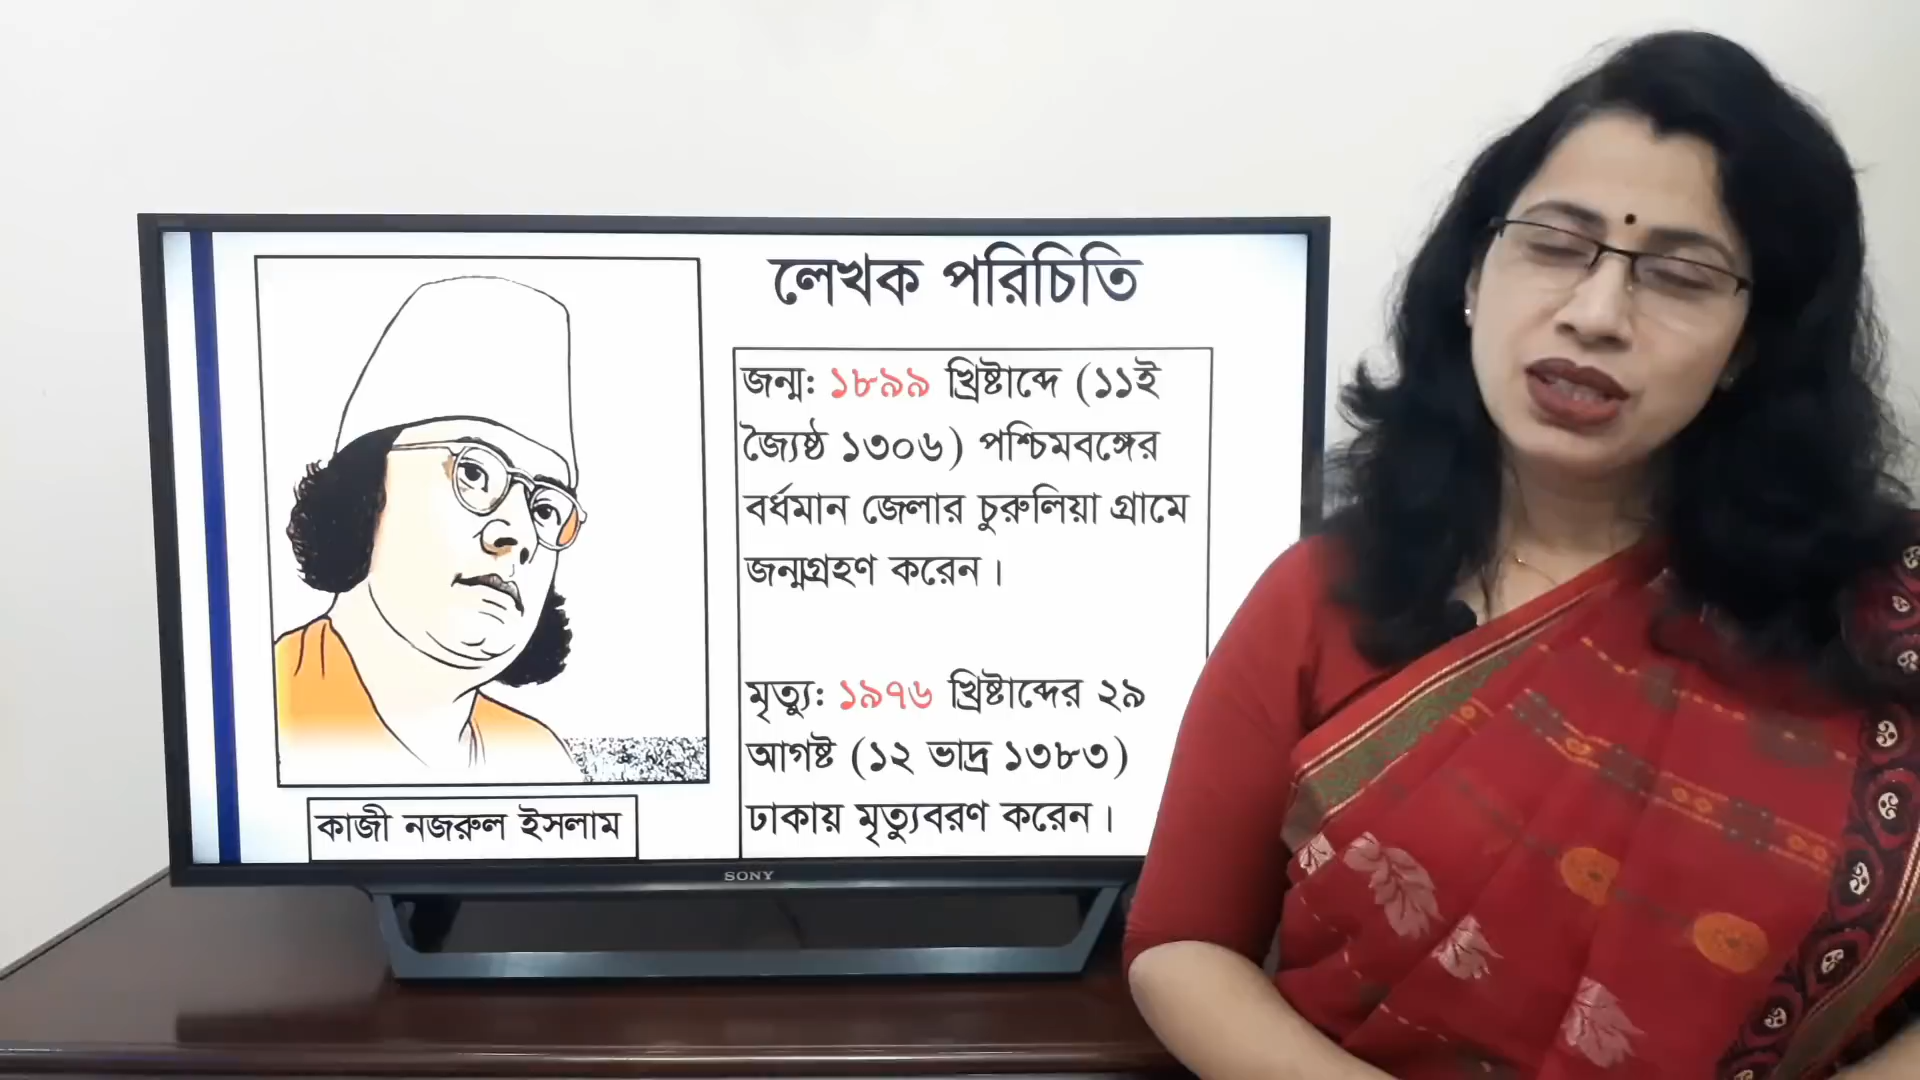 লেখক পরিচিতি
জন্ম: ১৮৯৯ খ্রিষ্টাব্দে (১১ই
জ্যৈষ্ঠ ১৩০৬) পশ্চিমবঙ্গের
বর্ধমান জেলার চুরুলিয়া গ্রামে
জন্মগ্রহণ করেন।
মৃত্যু: ১৯৭৬ খ্রিষ্টাব্দের ২৯
আগষ্ট (১২ ভাদ্র ১৩৮৩)
ঢাকায় মৃত্যুবরণ করেন।
কাজী নজরুল ইসলাম
SONY